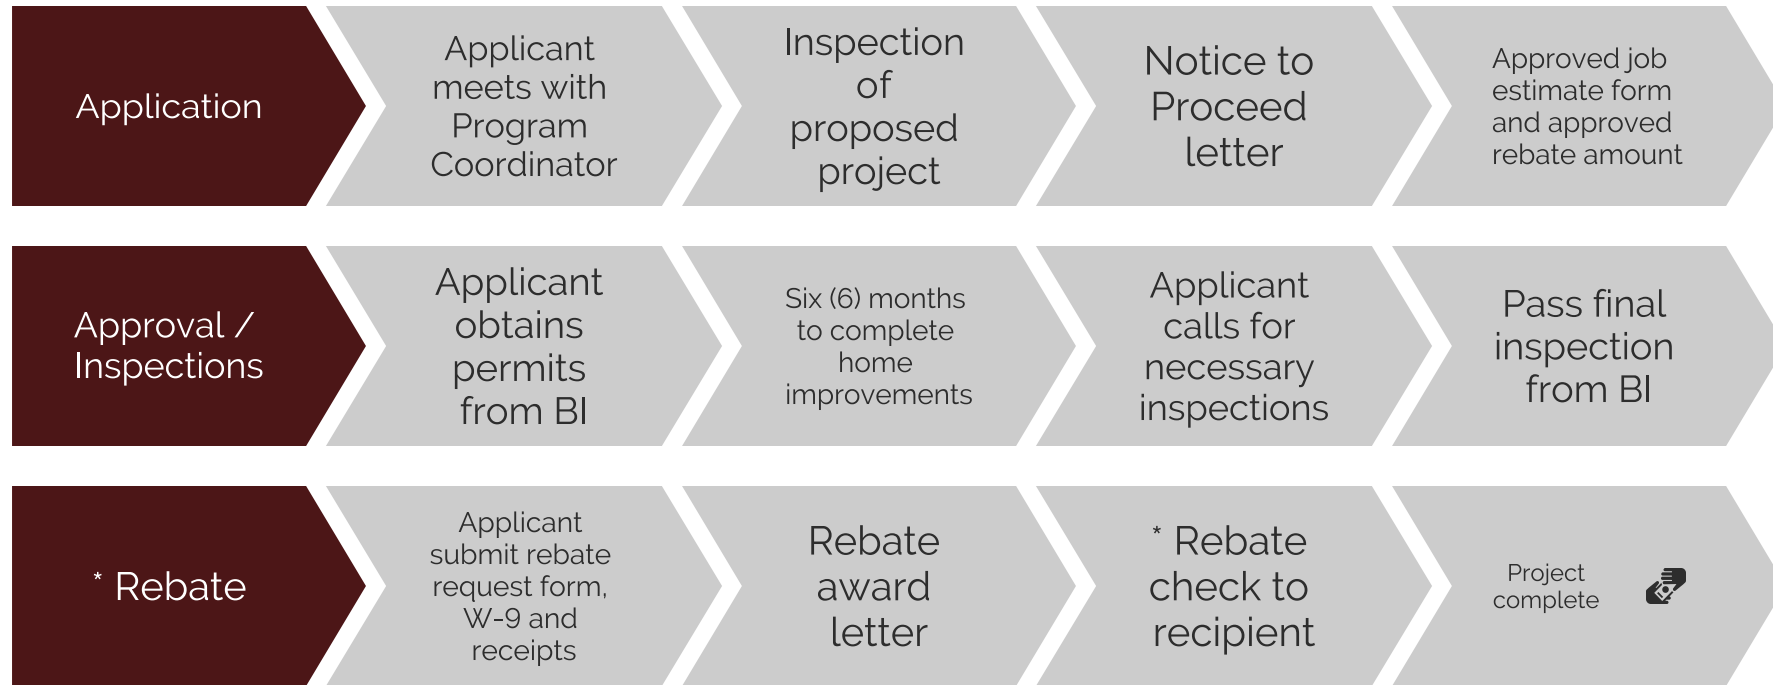 Application
Applicant
meets with
Program
Coordinator
Inspection
of
proposed
project
Notice to
Proceed
letter
Approved job
estimate form
and approved
rebate amount
Approval /
Inspections
Applicant
obtains
permits
from BI
Six (6) months
to complete
home
improvements
Applicant
calls for
necessary
inspections
Pass final
inspection
from BI
* Rebate
Applicant
submit rebate
request form,
W-9 and
receipts
Rebate
award
letter
* Rebate
check to
recipient
Project
complete